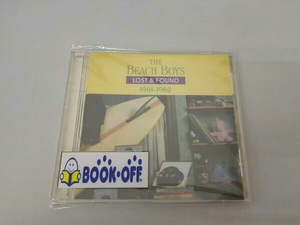 THE
BEACH BOYS
LOST & FOUND
1961-1962
BOOK·OFF